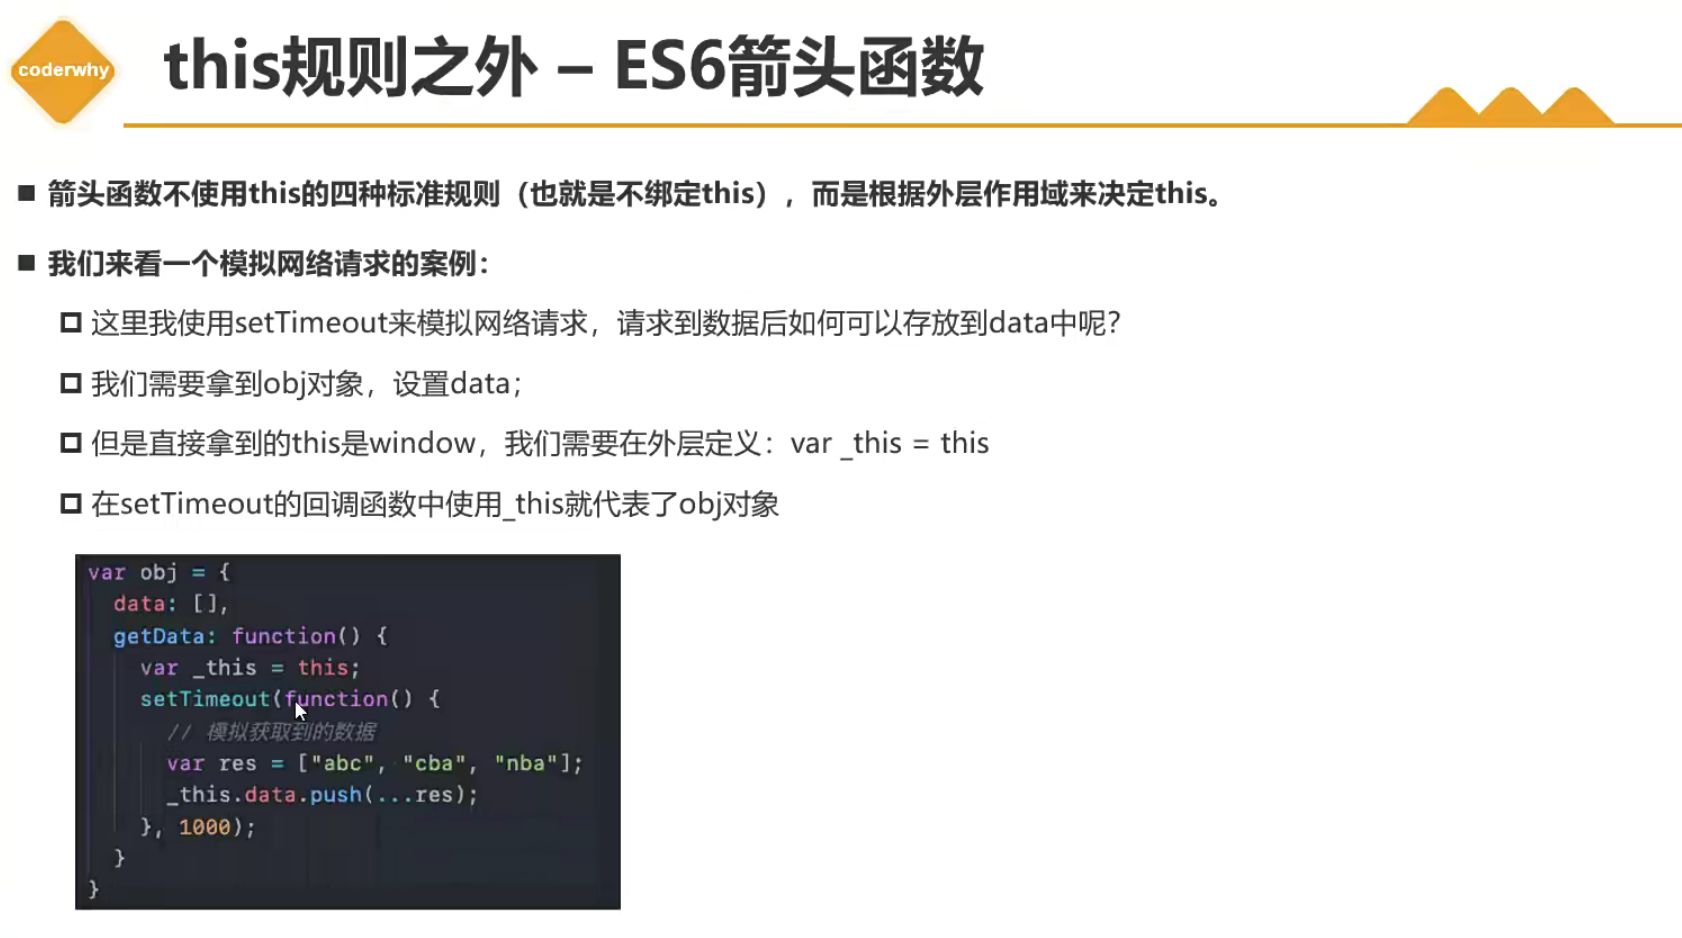 coderwhy
this规则之外 – ES6箭头函数
■ 箭头函数不使用this的四种标准规则（也就是不绑定this），而是根据外层作用域来决定this。
■ 我们来看一个模拟网络请求的案例：
这里我使用setTimeout来模拟网络请求，请求到数据后如何可以存放到data中呢？
我们需要拿到obj对象，设置data；
但是直接拿到的this是window，我们需要在外层定义：var _this = this
在setTimeout的回调函数中使用_this就代表了obj对象
var obj = {
data: [],
getData: function() {
var _this = this;
setTimeout(function() {
// 模拟获取到的数据
var res = ["abc", "cba", "nba"];
_this.data.push(...res);
}, 1000);
}
}